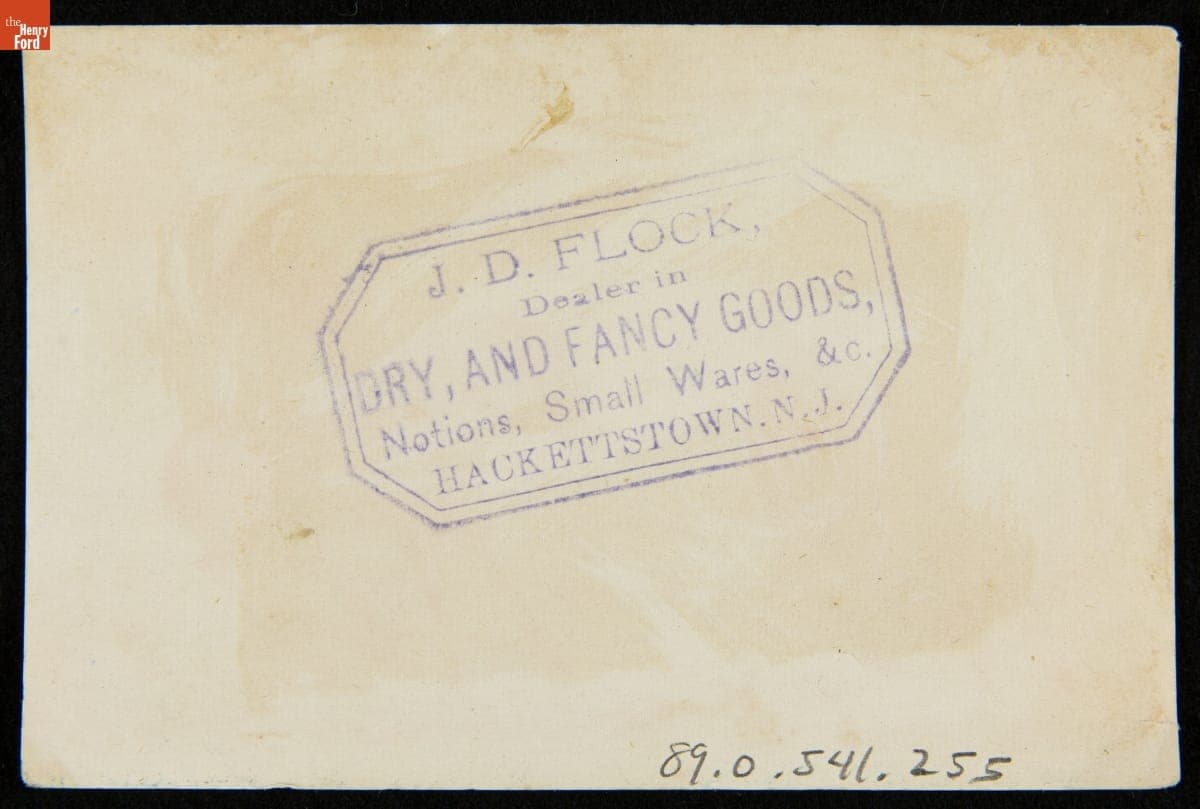 the
Henry
Ford
J. D. FLOCK,
Dealer in
DRY, AND FANCY GOODS,
Notions, Small Wares, &c.
HACKETTSTOWN. N. J.
89.0.541.255